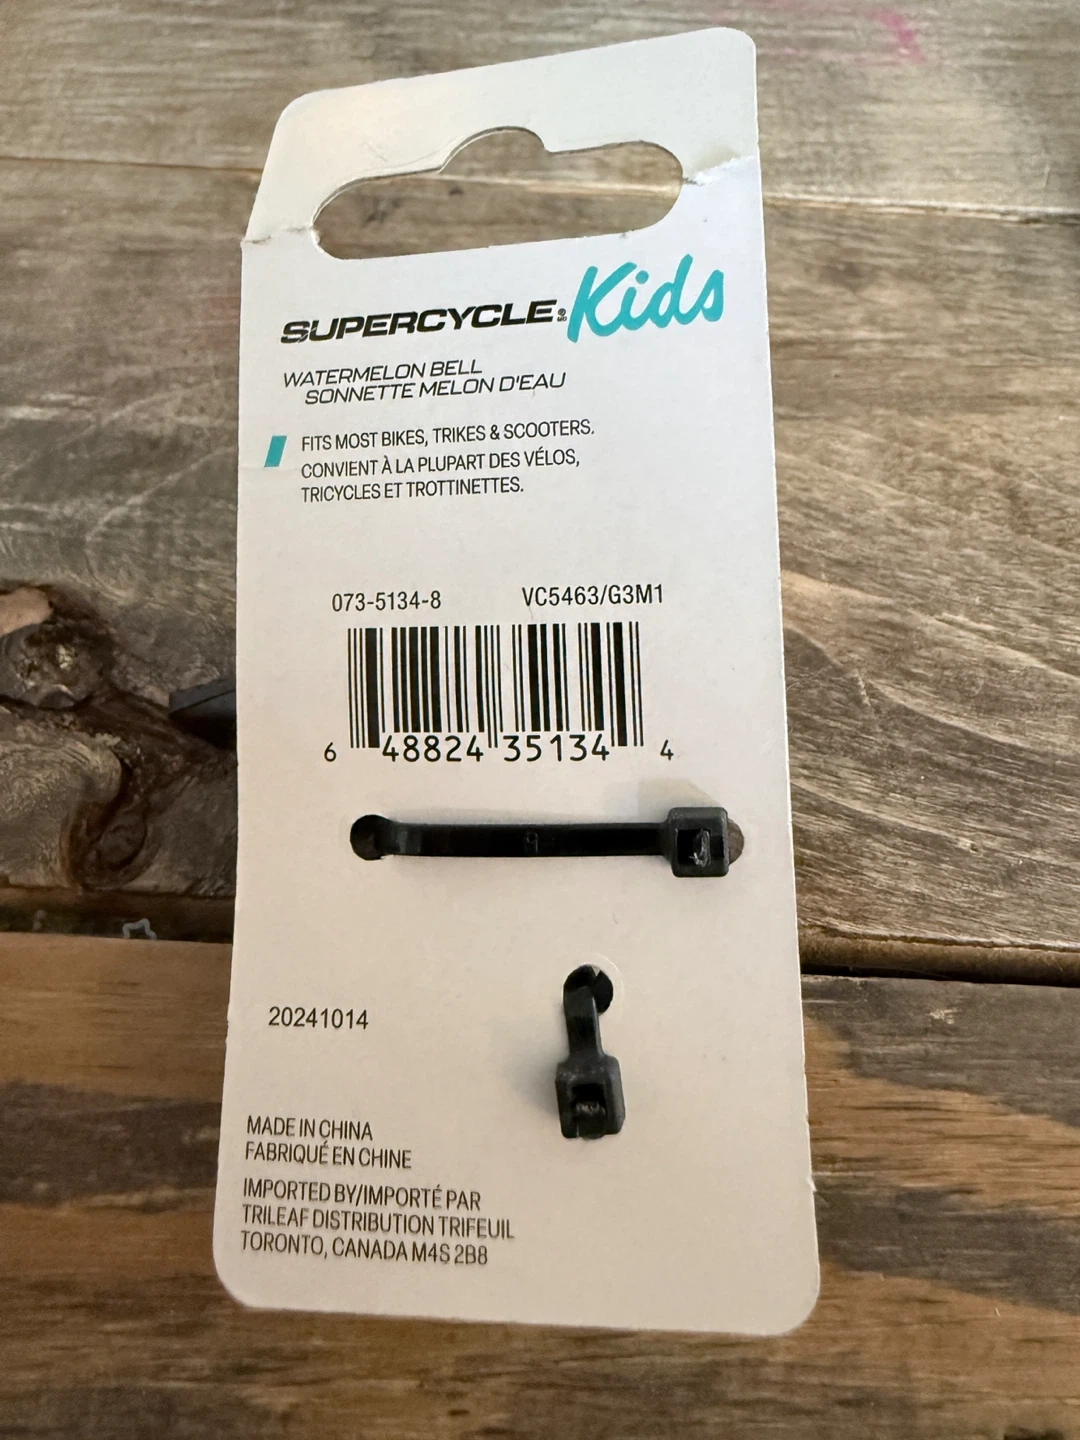 SUPERCYCLE Kids
WATERMELON BELL
SONNETTE MELON D'EAU
FITS MOST BIKES, TRIKES & SCOOTERS.
CONVIENT À LA PLUPART DES VÉLOS,
TRICYCLES ET TROTTINETTES.
073-5134-8 VC5463/G3M1
6 48824 35134 4
20241014
MADE IN CHINA
FABRIQUÉ EN CHINE
IMPORTED BY/IMPORTÉ PAR
TRILEAF DISTRIBUTION TRIFEUIL
TORONTO, CANADA M4S 2B8